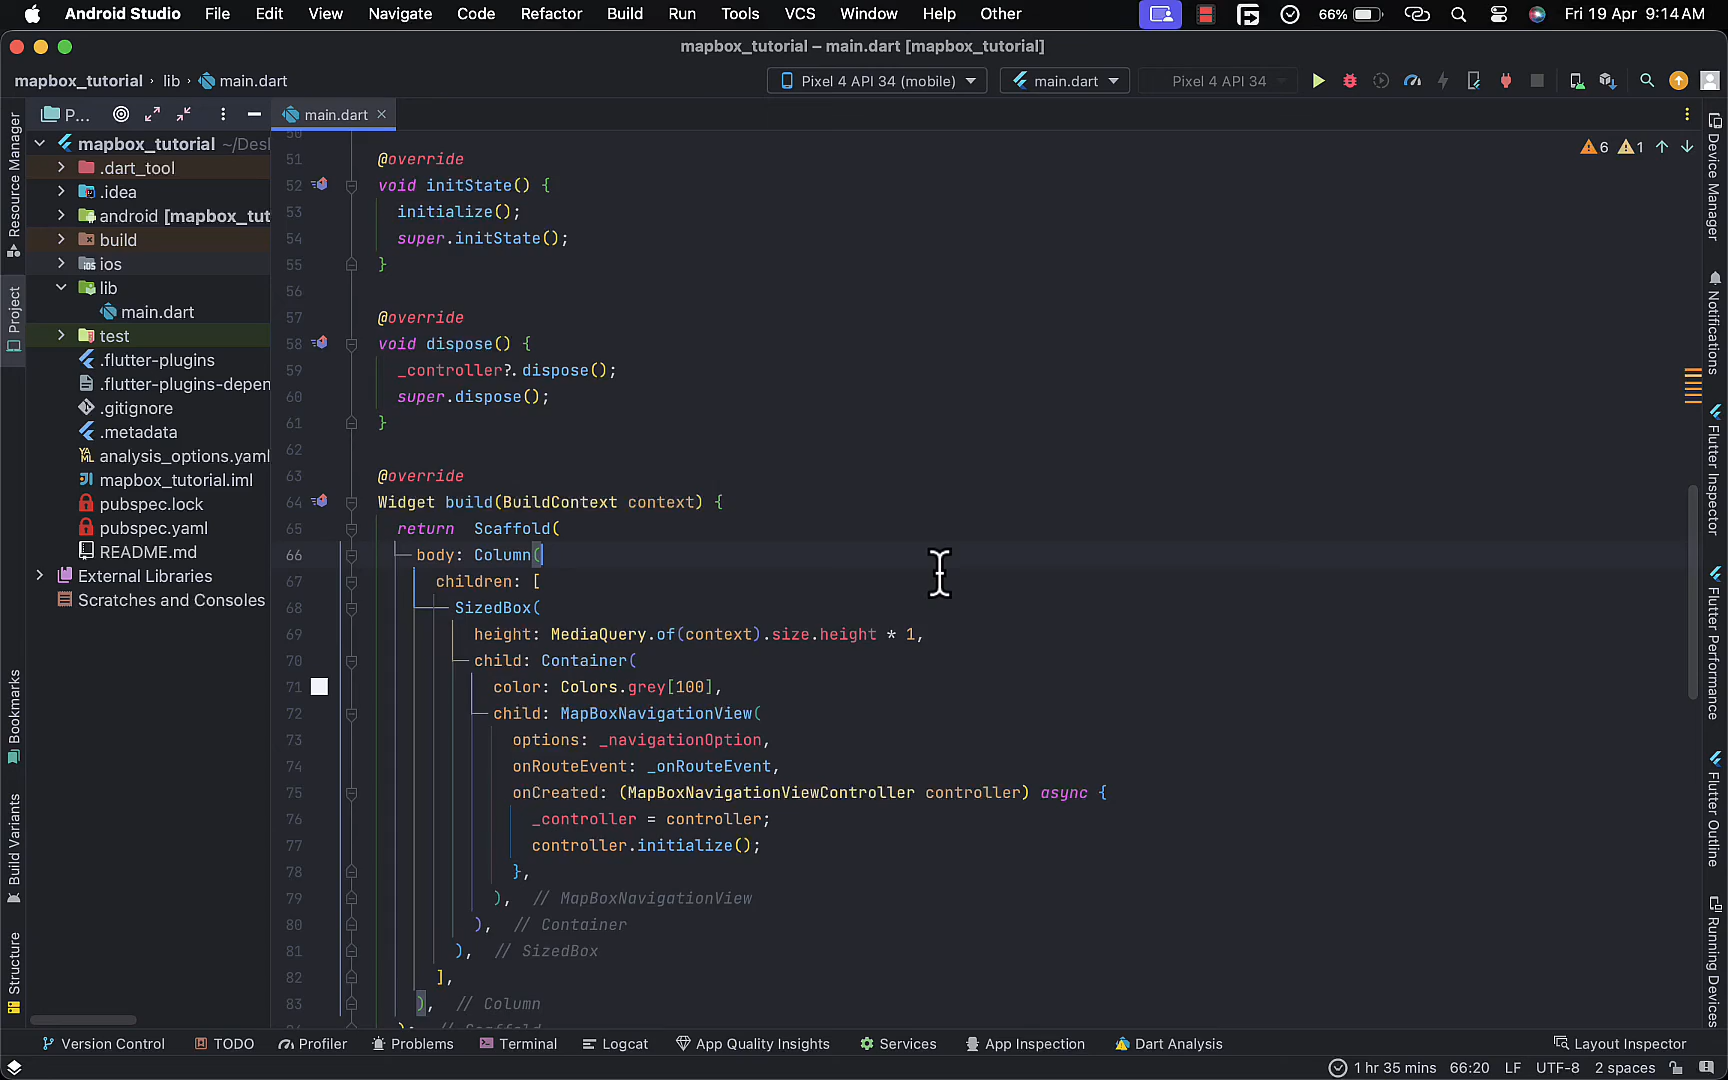 Android Studio File Edit View Navigate Code Refactor Build Run Tools VCS Window Help Other 66% Fri 19 Apr 9:14 AM
mapbox_tutorial – main.dart [mapbox_tutorial]
mapbox_tutorial › lib › main.dart Pixel 4 API 34 (mobile) main.dart Pixel 4 API 34
P... main.dart
6 1
Resource Manager
Project
Bookmarks
Build Variants
Structure
mapbox_tutorial ~/Des
.dart_tool
.idea
android [mapbox_tut
build
ios
lib
main.dart
test
.flutter-plugins
.flutter-plugins-depen
.gitignore
.metadata
analysis_options.yaml
mapbox_tutorial.iml
pubspec.lock
pubspec.yaml
README.md
External Libraries
Scratches and Consoles
50
51 @override
52 void initState() {
53 initialize();
54 super.initState();
55 }
56
57 @override
58 void dispose() {
59 _controller?.dispose();
60 super.dispose();
61 }
62
63 @override
64 Widget build(BuildContext context) {
65 return Scaffold(
66 body: Column(
67 children: [
68 SizedBox(
69 height: MediaQuery.of(context).size.height * 1,
70 child: Container(
71 color: Colors.grey[100],
72 child: MapBoxNavigationView(
73 options: _navigationOption,
74 onRouteEvent: _onRouteEvent,
75 onCreated: (MapBoxNavigationViewController controller) async {
76 _controller = controller;
77 controller.initialize();
78 },
79 ), // MapBoxNavigationView
80 ), // Container
81 ), // SizedBox
82 ],
83 ), // Column
84 ); // Scaffold
Device Manager
Notifications
Flutter Inspector
Flutter Performance
Flutter Outline
Running Devices
Version Control TODO Profiler Problems Terminal Logcat App Quality Insights Services App Inspection Dart Analysis Layout Inspector
1 hr 35 mins 66:20 LF UTF-8 2 spaces